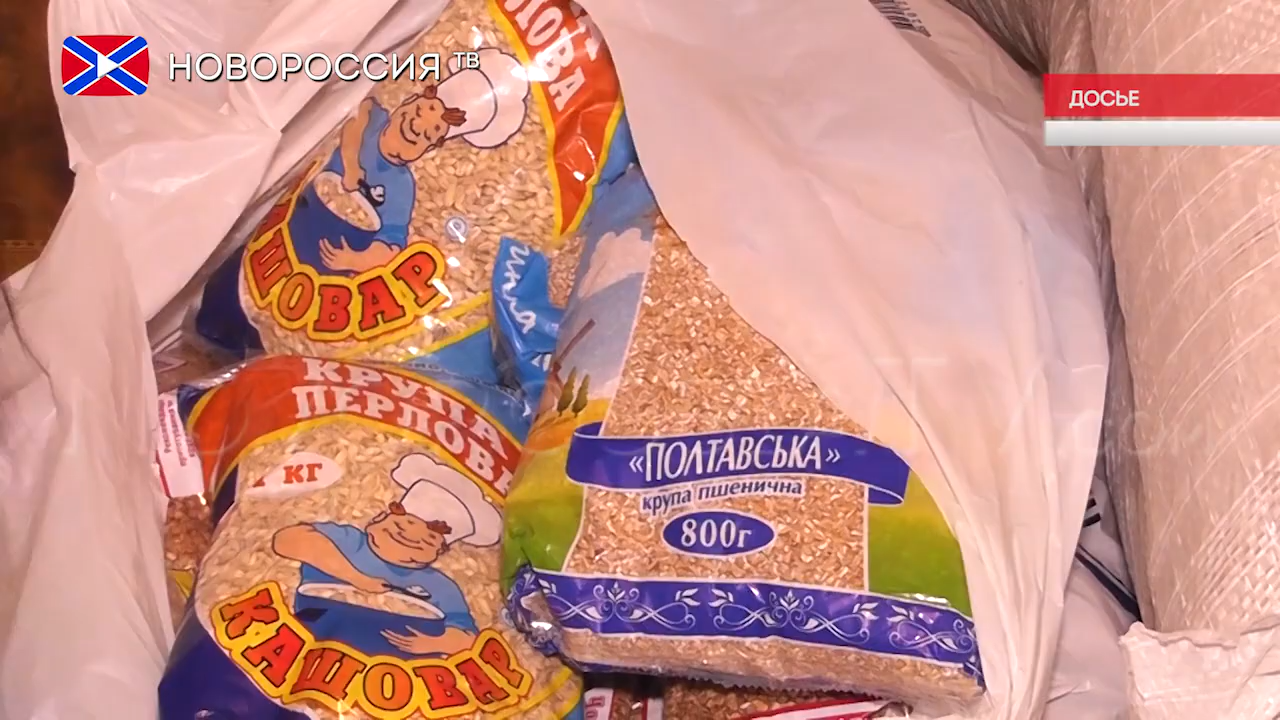 НОВОРОССИЯ ТВ
ДОСЬЕ
КАШОВАР
КРУПА
ПЕРЛОВА
КГ
КАШОВАР
«ПОЛТАВСЬКА»
крупа пшенична
800г